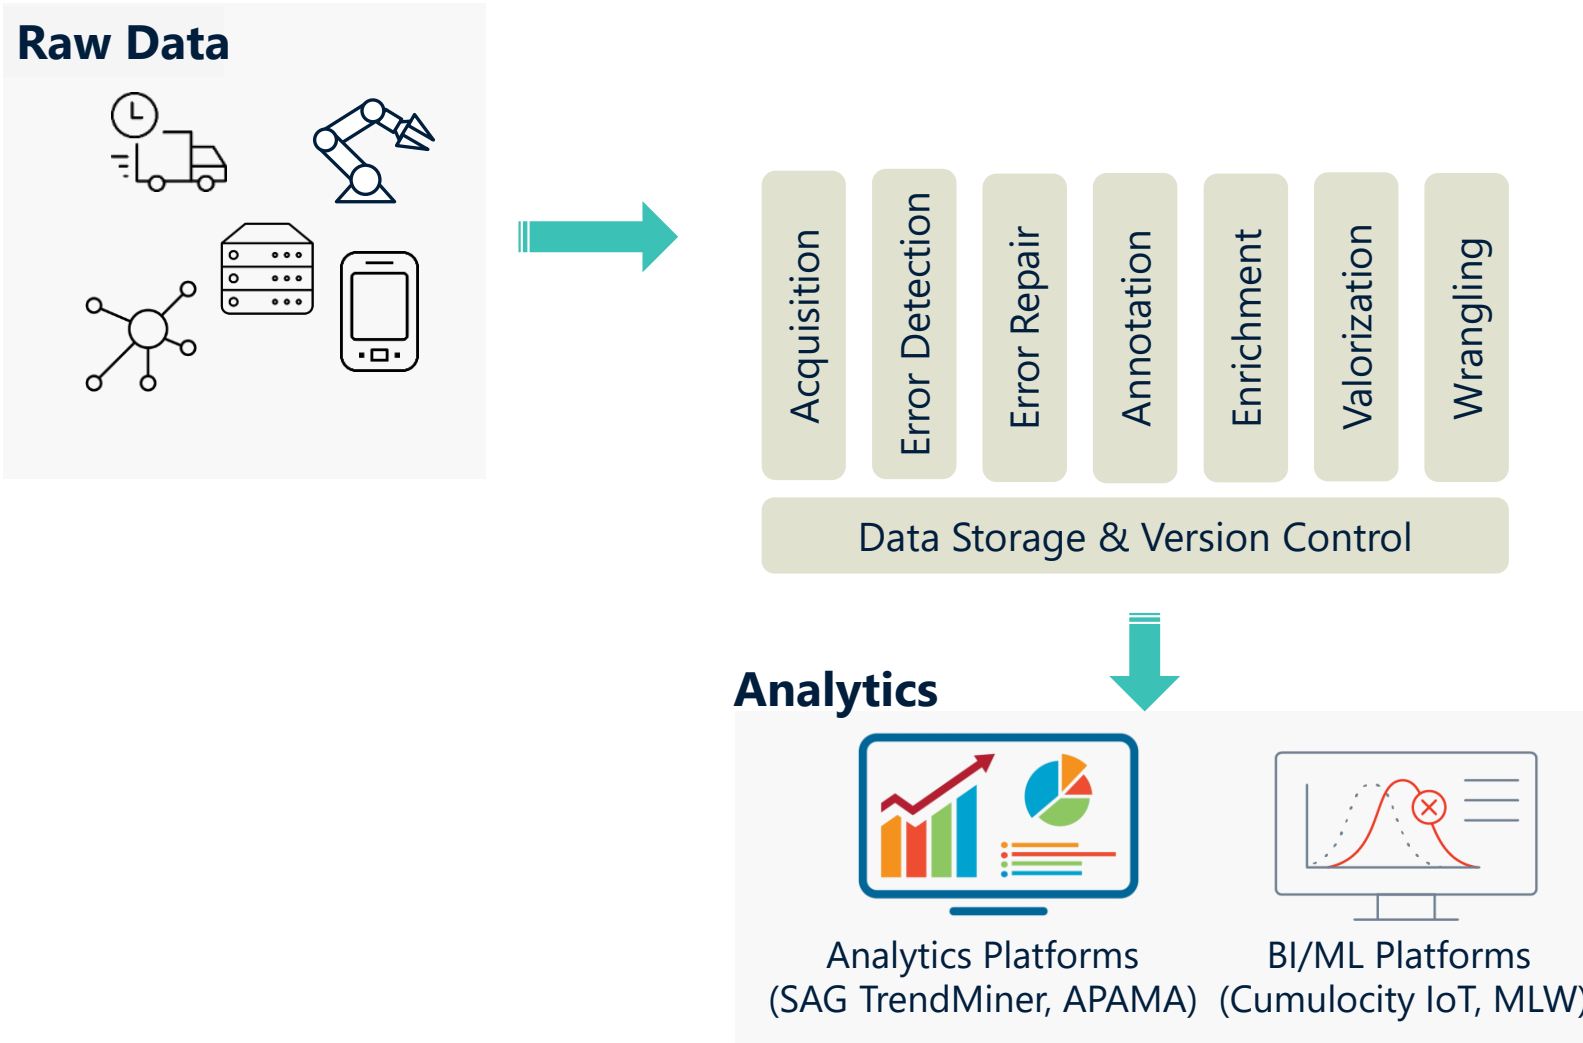 Raw Data
Acquisition
Error Detection
Error Repair
Annotation
Enrichment
Valorization
Wrangling
Data Storage & Version Control
Analytics
Analytics Platforms
(SAG TrendMiner, APAMA)
BI/ML Platforms
(Cumulocity IoT, MLW)